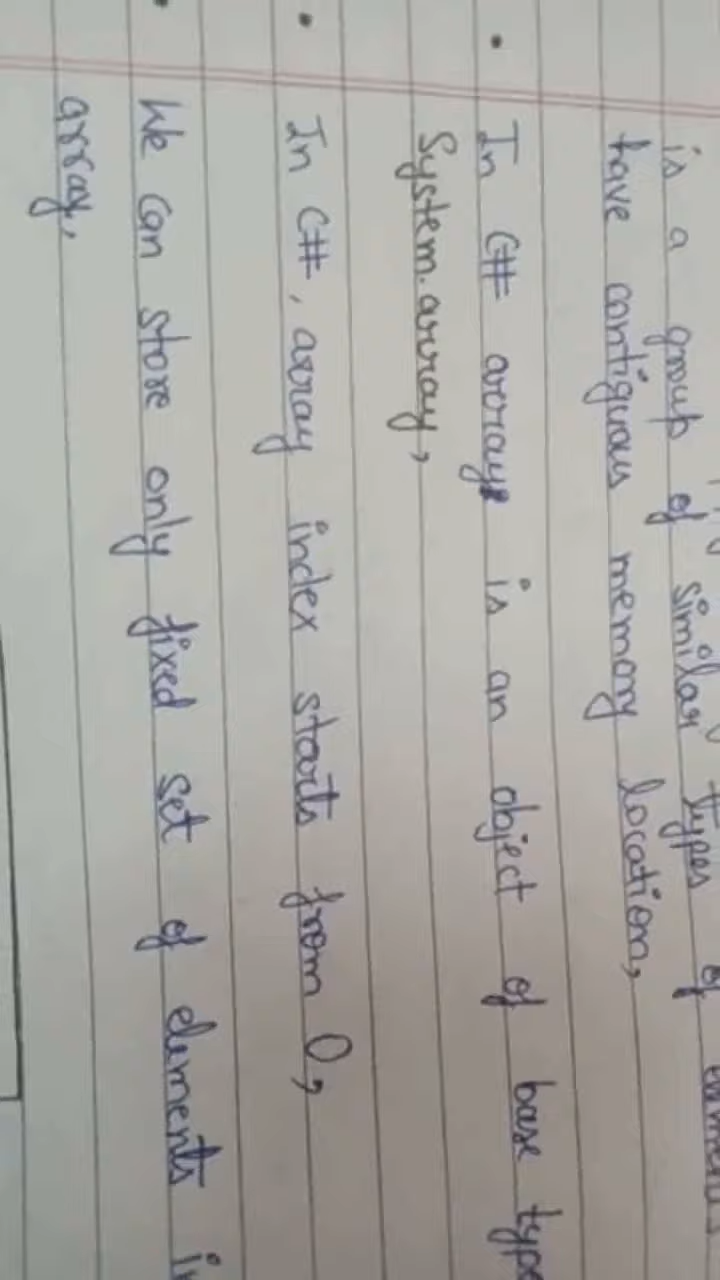 is a group of similar types of
have contiguous memory location,
• In C# arrays is an object of base type
System.array,
• In C#, array index starts from 0,
• We can store only fixed set of elements in
array,